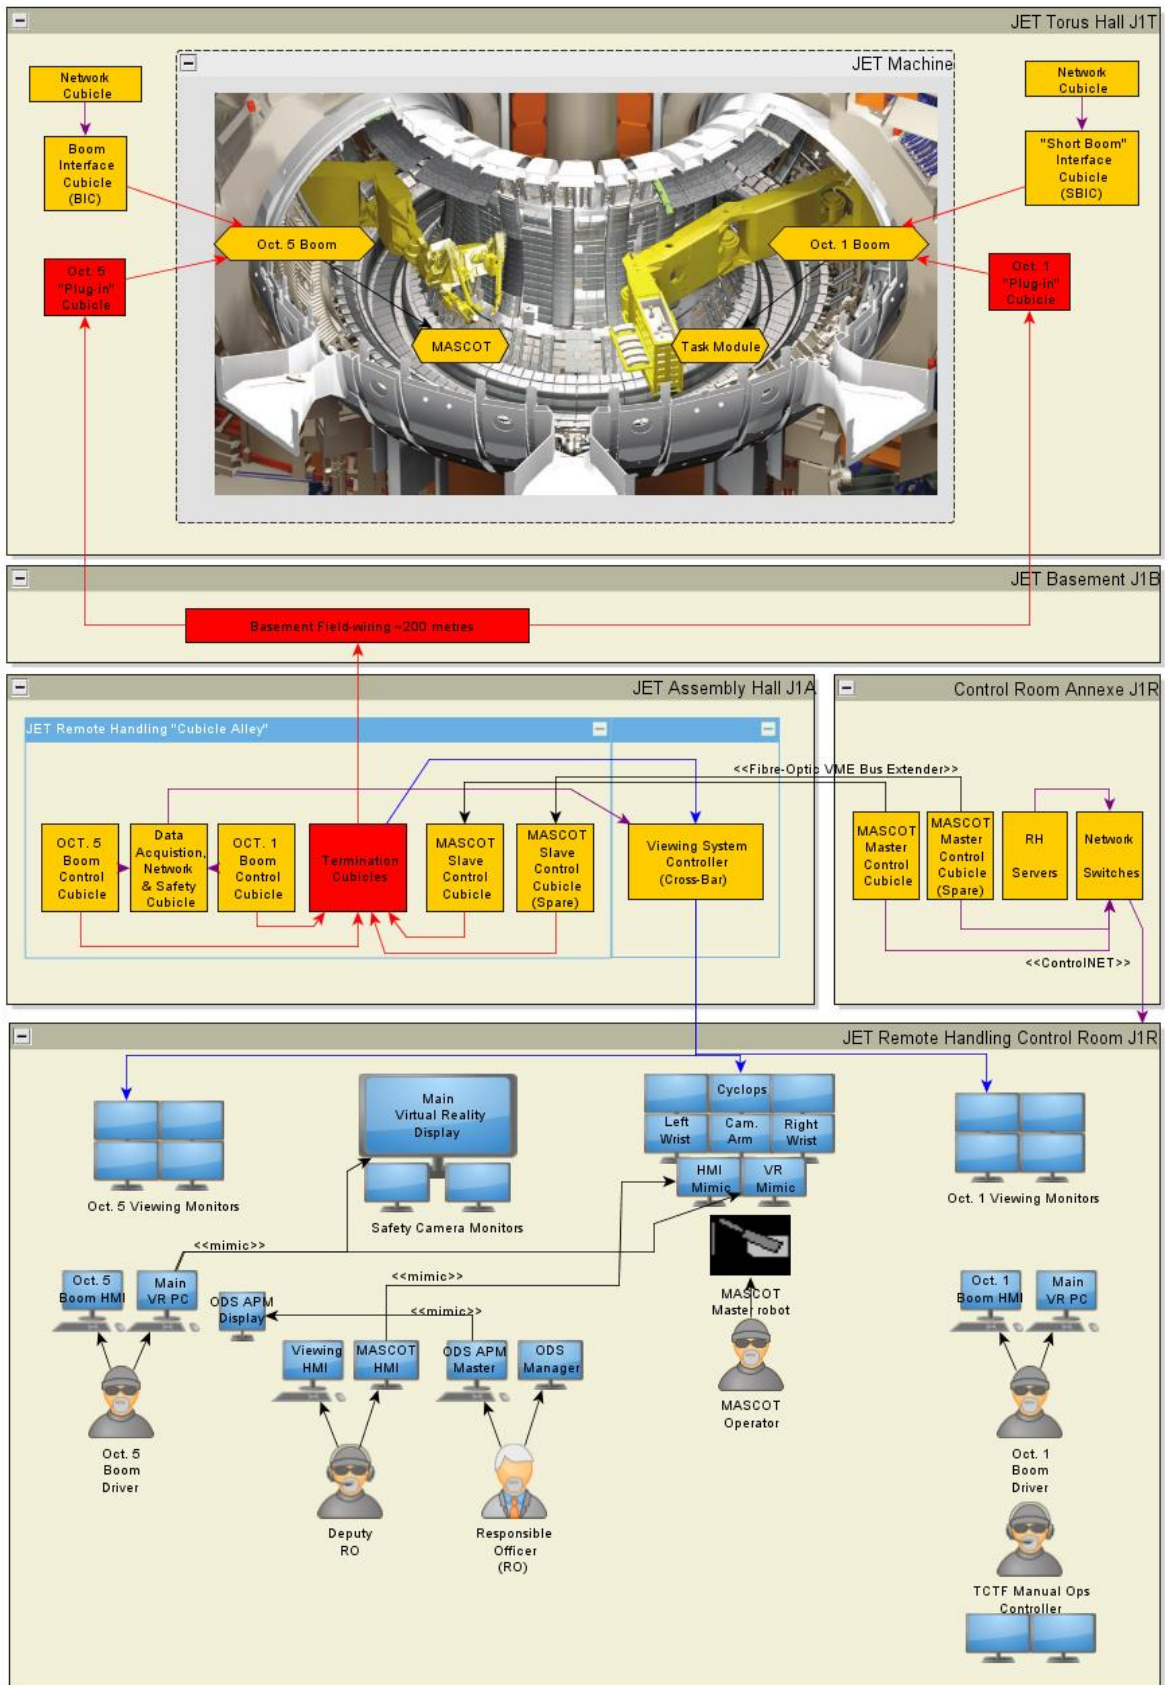 JET Torus Hall J1T
JET Machine
Network
Cubicle
Network
Cubicle
Boom
Interface
Cubicle
(BIC)
"Short Boom"
Interface
Cubicle
(SBIC)
Oct. 5 Boom
Oct. 1 Boom
Oct. 5
"Plug-in"
Cubicle
Oct. 1
"Plug-in"
Cubicle
MASCOT
Task Module
JET Basement J1B
Basement Field-wiring ~200 metres
JET Assembly Hall J1A
Control Room Annexe J1R
JET Remote Handling "Cubicle Alley"
<<Fibre-Optic VME Bus Extender>>
OCT. 5
Boom
Control
Cubicle
Data
Acquistion,
Network
& Safety
Cubicle
OCT. 1
Boom
Control
Cubicle
Termination
Cubicles
MASCOT
Slave
Control
Cubicle
MASCOT
Slave
Control
Cubicle
(Spare)
Viewing System
Controller
(Cross-Bar)
MASCOT
Master
Control
Cubicle
MASCOT
Master
Control
Cubicle
(Spare)
RH
Servers
Network
Switches
<<ControlNET>>
JET Remote Handling Control Room J1R
Main
Virtual Reality
Display
Cyclops
Left
Wrist
Cam.
Arm
Right
Wrist
HMI
Mimic
VR
Mimic
Oct. 5 Viewing Monitors
Safety Camera Monitors
Oct. 1 Viewing Monitors
<<mimic>>
<<mimic>>
<<mimic>>
Oct. 5
Boom HMI
Main
VR PC
ODS APM
Display
MASCOT
Master robot
Oct. 1
Boom HMI
Main
VR PC
Viewing
HMI
MASCOT
HMI
ODS APM
Master
ODS
Manager
MASCOT
Operator
Oct. 5
Boom
Driver
Oct. 1
Boom
Driver
Deputy
RO
Responsible
Officer
(RO)
TCTF Manual Ops
Controller